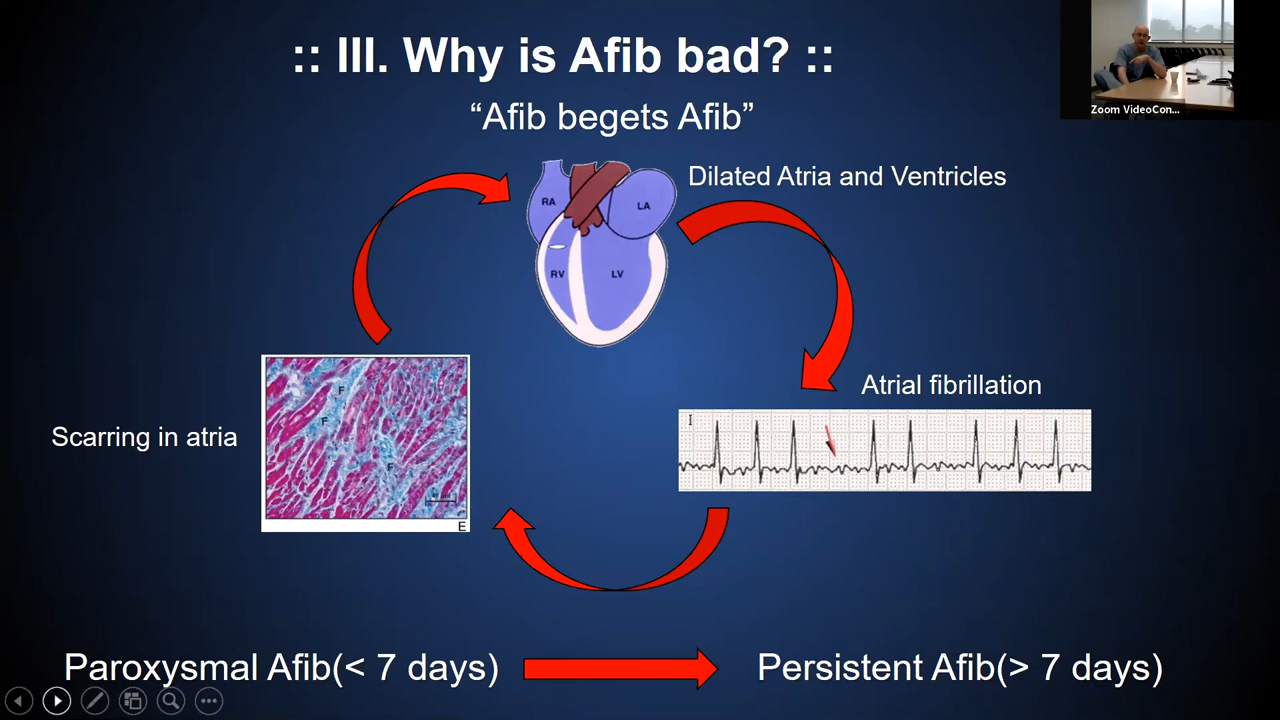 :: III. Why is Afib bad? ::
“Afib begets Afib”
Zoom VideoCon...
Dilated Atria and Ventricles
RA
LA
RV
LV
Atrial fibrillation
I
Scarring in atria
F
F
F
E
Paroxysmal Afib(< 7 days)
Persistent Afib(> 7 days)